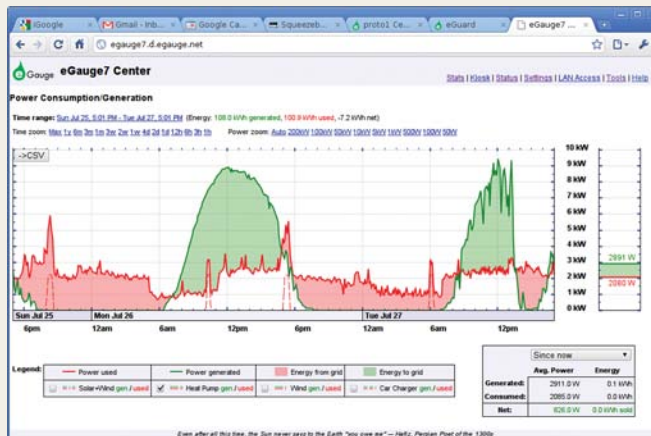 iGoogle
Gmail - Inb...
Google Ca...
Squeezeb...
proto1 Ce...
eGuard
eGauge7 ...
egauge7.d.egauge.net
eGauge
eGauge7 Center
Stats | Kiosk | Status | Settings | LAN Access | Tools | Help
Power Consumption/Generation
Time range: Sun Jul 25, 5:01 PM - Tue Jul 27, 5:01 PM (Energy: 108.0 kWh generated, 100.9 kWh used, -7.2 kWh net)
Time zoom: Max 1y 6m 3m 1m 3w 2w 1w 4d 2d 1d 12h 6h 3h 1h Power zoom: Auto 200kW 100kW 50kW 10kW 5kW 1kW 500W 100W 50W
->CSV
10 kW
9 kW
8 kW
7 kW
6 kW
5 kW
4 kW
3 kW
2 kW
1 kW
0 kW
2891 W
2060 W
Sun Jul 25 Mon Jul 26 Tue Jul 27
6pm 12am 6am 12pm 6pm 12am 6am 12pm
Legend:
Power used Power generated Energy from grid Energy to grid
Solar+Wind gen./used Heat Pump gen./used Wind gen./used Car Charger gen./used
Since now
Avg. Power Energy
Generated: 2911.0 W 0.1 kWh
Consumed: 2085.0 W 0.0 kWh
Net: 826.0 W 0.0 kWh sold
Even after all this time, the Sun never says to the Earth "you owe me" — Hafiz, Persian Poet of the 1300s